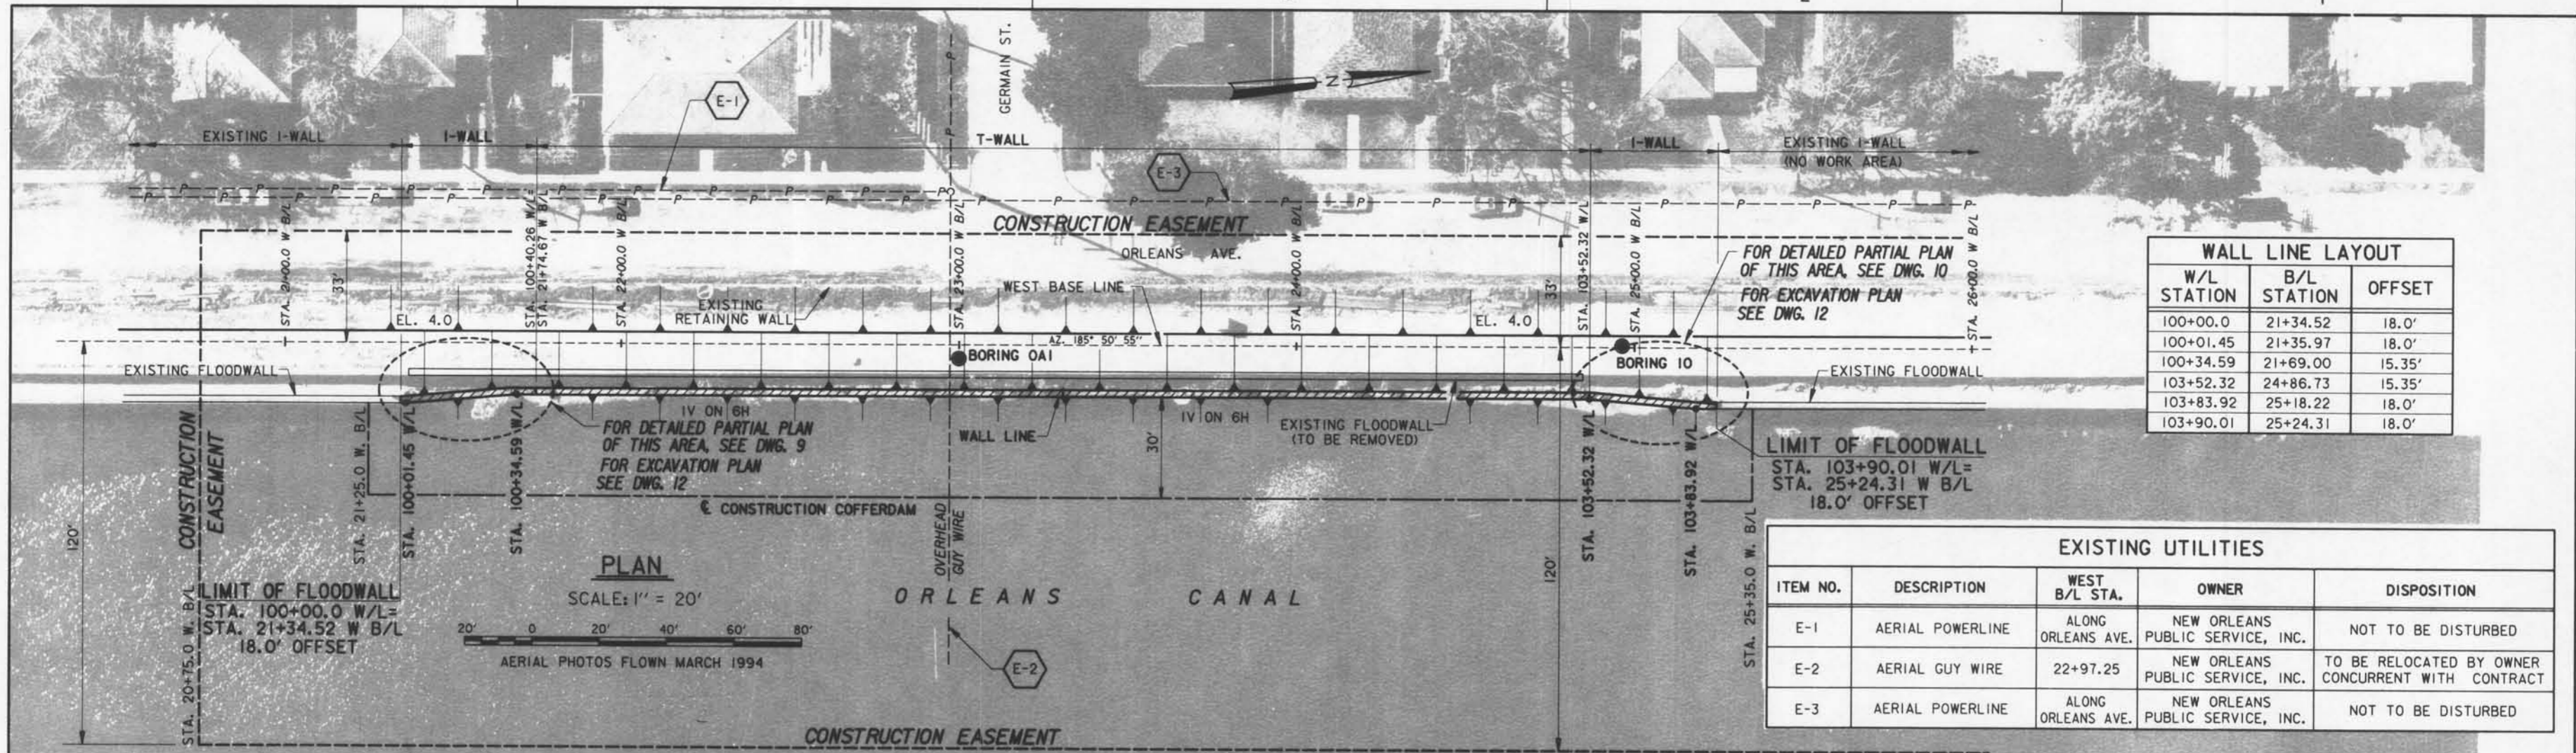 GERMAIN ST.
N
E-1
EXISTING I-WALL
I-WALL
T-WALL
I-WALL
EXISTING I-WALL
(NO WORK AREA)
E-3
P P P P P P P P P P P
P P P P P P P P P P P
CONSTRUCTION EASEMENT
ORLEANS AVE.
STA. 21+00.0 W B/L
STA. 100+40.26 W/L=
STA. 21+74.67 W B/L
STA. 22+00.0 W B/L
STA. 23+00.0 W B/L
STA. 24+00.0 W B/L
STA. 103+52.32 W/L
STA. 25+00.0 W B/L
STA. 26+00.0 W B/L
33'
33'
FOR DETAILED PARTIAL PLAN
OF THIS AREA, SEE DWG. 10
FOR EXCAVATION PLAN
SEE DWG. 12
WEST BASE LINE
EXISTING
RETAINING WALL
EL. 4.0
EL. 4.0
AZ. 185° 50' 55"
BORING OA1
BORING 10
EXISTING FLOODWALL
EXISTING FLOODWALL
1V ON 6H
1V ON 6H
FOR DETAILED PARTIAL PLAN
OF THIS AREA, SEE DWG. 9
FOR EXCAVATION PLAN
SEE DWG. 12
WALL LINE
30'
EXISTING FLOODWALL
(TO BE REMOVED)
CONSTRUCTION
EASEMENT
STA. 21+25.0 W. B/L
STA. 100+01.45 W/L
STA. 100+34.59 W/L
STA. 103+52.32 W/L
STA. 103+83.92 W/L
LIMIT OF FLOODWALL
STA. 103+90.01 W/L=
STA. 25+24.31 W B/L
18.0' OFFSET
℄ CONSTRUCTION COFFERDAM
OVERHEAD
GUY WIRE
120'
120'
STA. 20+75.0 W. B/L
STA. 25+35.0 W. B/L
LIMIT OF FLOODWALL
STA. 100+00.0 W/L=
STA. 21+34.52 W B/L
18.0' OFFSET
PLAN
SCALE: 1'' = 20'
20' 0 20' 40' 60' 80'
AERIAL PHOTOS FLOWN MARCH 1994
ORLEANS CANAL
E-2
CONSTRUCTION EASEMENT
WALL LINE LAYOUT
W/L STATION B/L STATION OFFSET
100+00.0 21+34.52 18.0'
100+01.45 21+35.97 18.0'
100+34.59 21+69.00 15.35'
103+52.32 24+86.73 15.35'
103+83.92 25+18.22 18.0'
103+90.01 25+24.31 18.0'
EXISTING UTILITIES
ITEM NO. DESCRIPTION WEST B/L STA. OWNER DISPOSITION
E-1 AERIAL POWERLINE ALONG ORLEANS AVE. NEW ORLEANS PUBLIC SERVICE, INC. NOT TO BE DISTURBED
E-2 AERIAL GUY WIRE 22+97.25 NEW ORLEANS PUBLIC SERVICE, INC. TO BE RELOCATED BY OWNER CONCURRENT WITH CONTRACT
E-3 AERIAL POWERLINE ALONG ORLEANS AVE. NEW ORLEANS PUBLIC SERVICE, INC. NOT TO BE DISTURBED